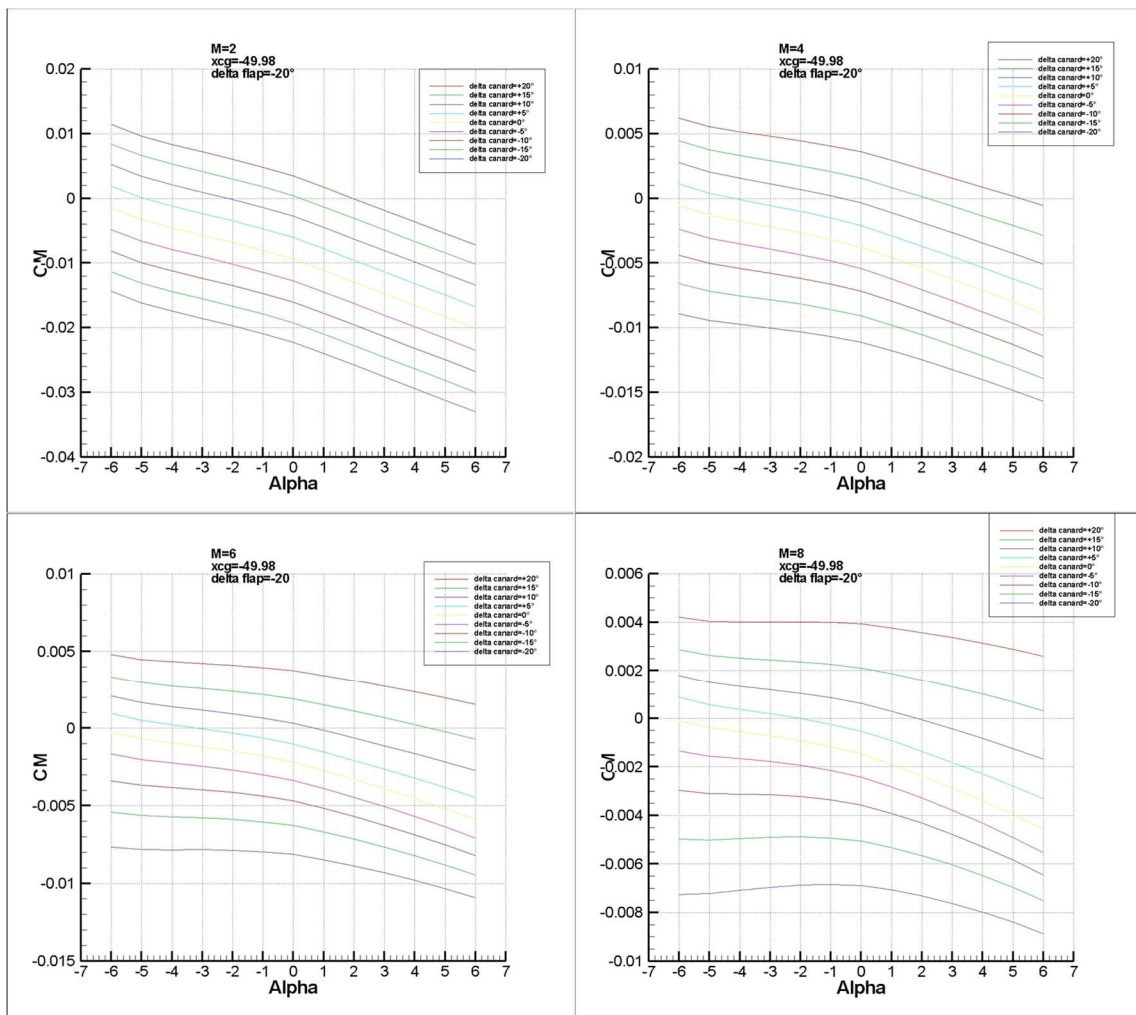 M=2
xcg=-49.98
delta flap=-20°
delta canard=+20°
delta canard=+15°
delta canard=+10°
delta canard=+5°
delta canard=0°
delta canard=-5°
delta canard=-10°
delta canard=-15°
delta canard=-20°
0.02
0.01
0
-0.01
-0.02
-0.03
-0.04
CM
-7 -6 -5 -4 -3 -2 -1 0 1 2 3 4 5 6 7
Alpha
M=4
xcg=-49.98
delta flap=-20°
delta canard=+20°
delta canard=+15°
delta canard=+10°
delta canard=+5°
delta canard=0°
delta canard=-5°
delta canard=-10°
delta canard=-15°
delta canard=-20°
0.01
0.005
0
-0.005
-0.01
-0.015
-0.02
CM
-7 -6 -5 -4 -3 -2 -1 0 1 2 3 4 5 6 7
Alpha
M=6
xcg=-49.98
delta flap=-20
delta canard=+20°
delta canard=+15°
delta canard=+10°
delta canard=+5°
delta canard=0°
delta canard=-5°
delta canard=-10°
delta canard=-15°
delta canard=-20°
0.01
0.005
0
-0.005
-0.01
-0.015
CM
-7 -6 -5 -4 -3 -2 -1 0 1 2 3 4 5 6 7
Alpha
M=8
xcg=-49.98
delta flap=-20°
delta canard=+20°
delta canard=+15°
delta canard=+10°
delta canard=+5°
delta canard=0°
delta canard=-5°
delta canard=-10°
delta canard=-15°
delta canard=-20°
0.006
0.004
0.002
0
-0.002
-0.004
-0.006
-0.008
-0.01
CM
-7 -6 -5 -4 -3 -2 -1 0 1 2 3 4 5 6 7
Alpha